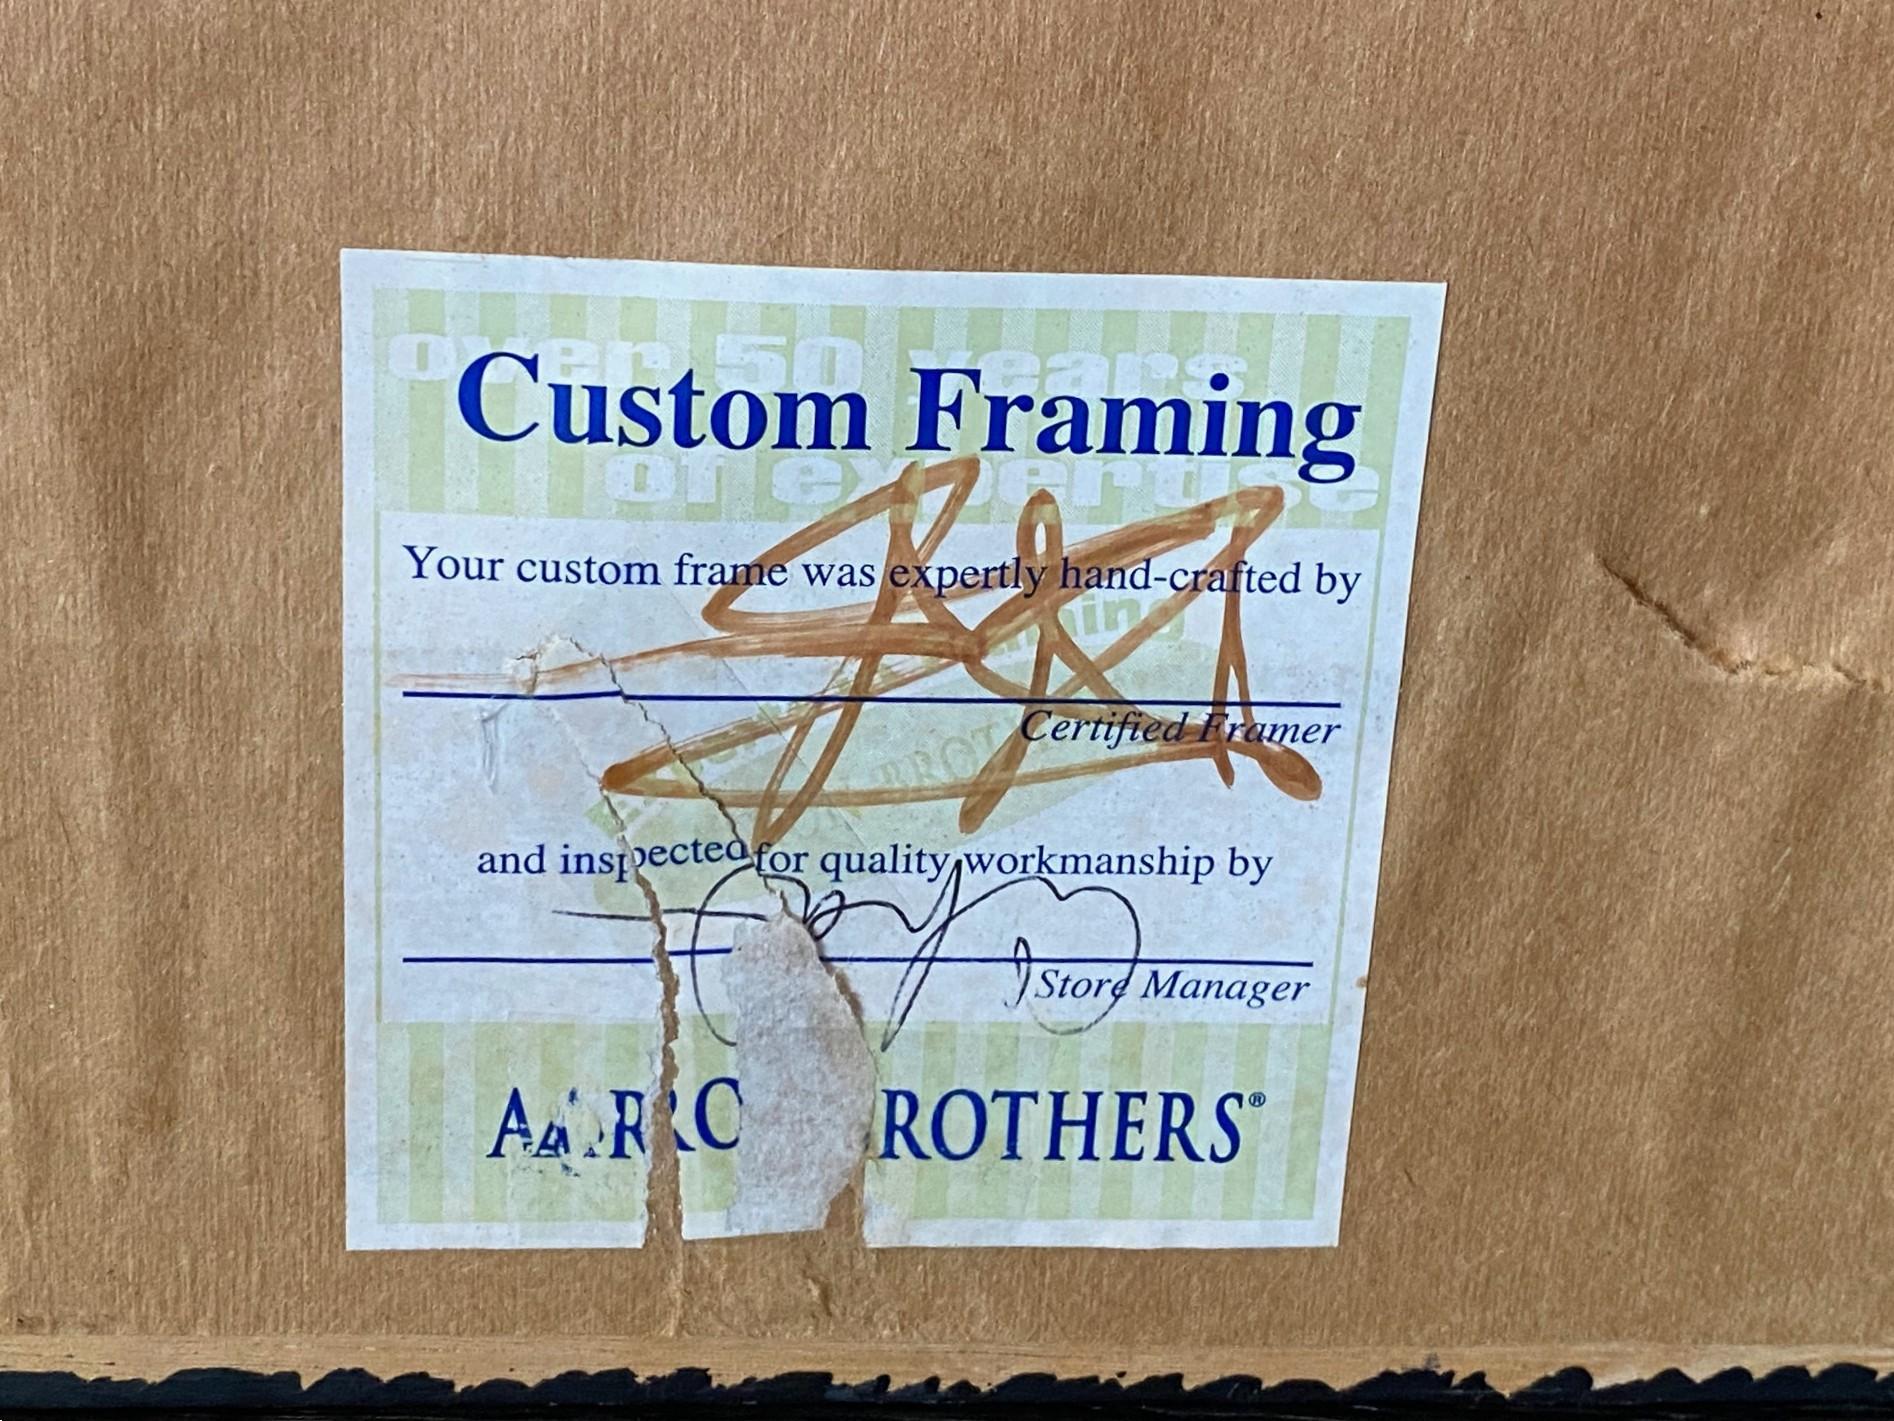 over 50 years
Custom Framing
of expertise
Your custom frame was expertly hand-crafted by
Certified Framer
and inspected for quality workmanship by
Store Manager
AARO ROTHERS®